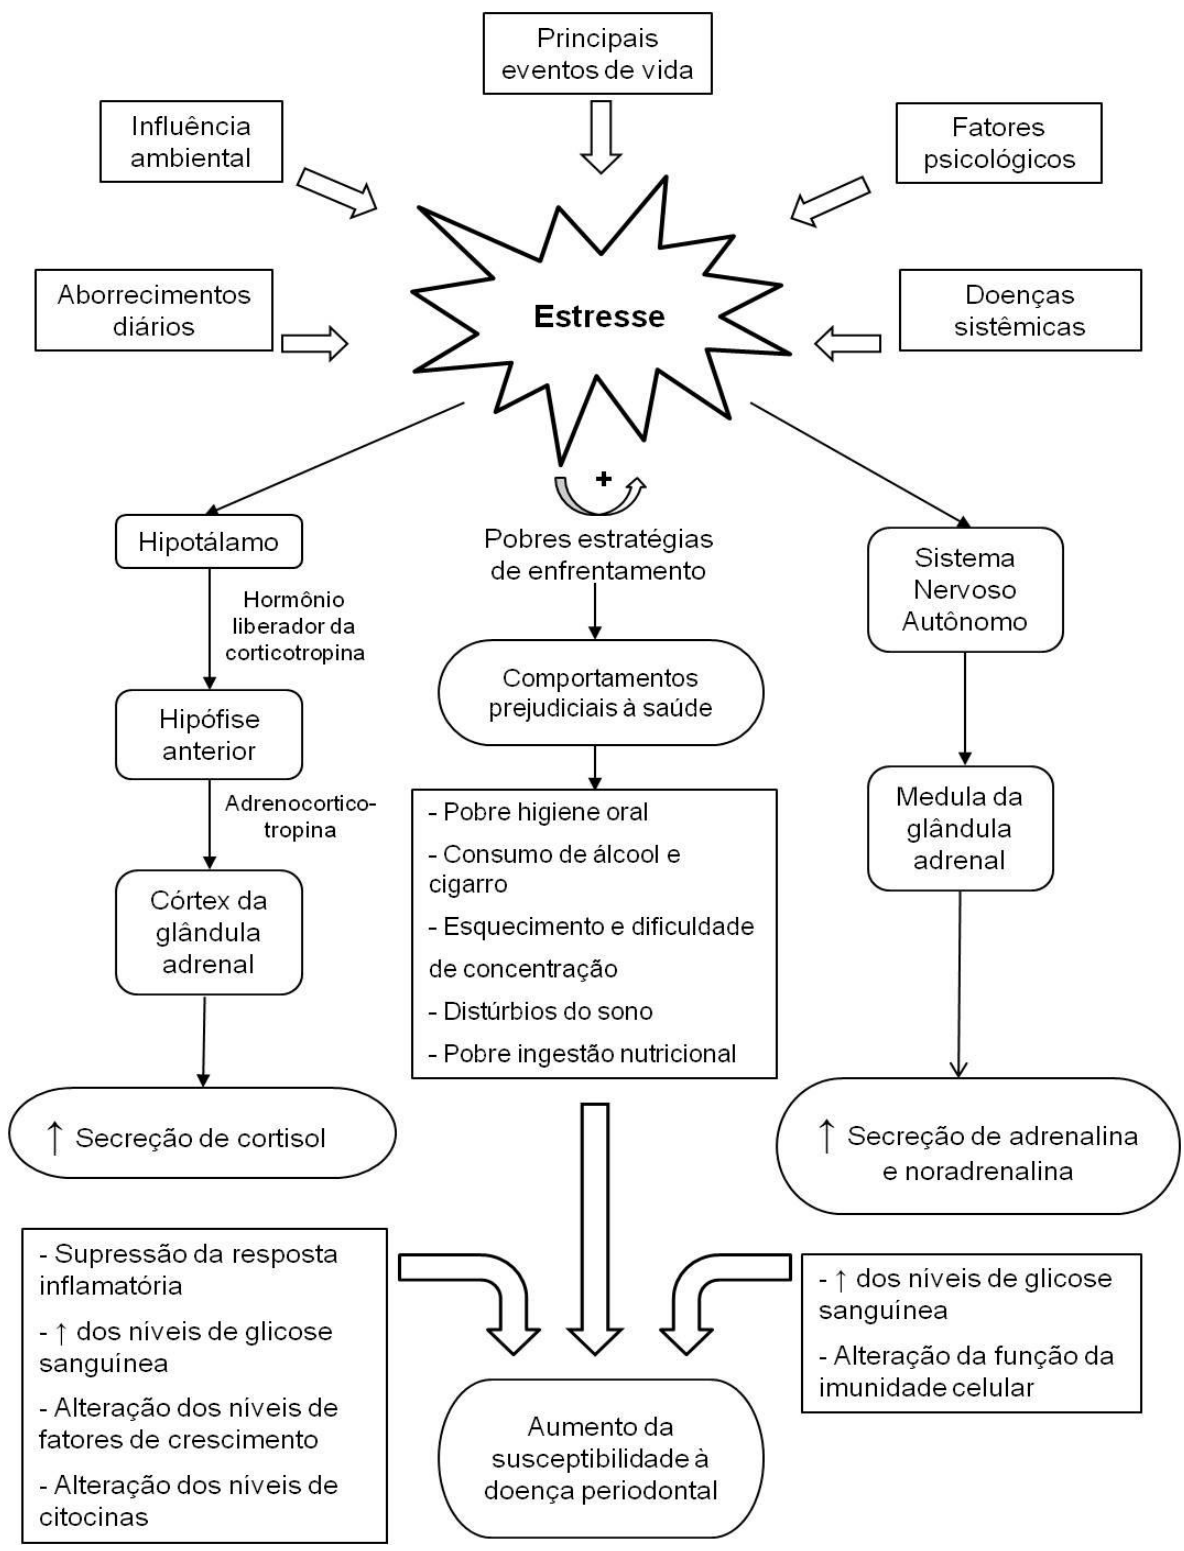 Principais
eventos de vida
Influência
ambiental
Fatores
psicológicos
Aborrecimentos
diários
Doenças
sistêmicas
Estresse
+
Pobres estratégias
de enfrentamento
Hipotálamo
Hormônio
liberador da
corticotropina
Hipófise
anterior
Adrenocortico-
tropina
Córtex da
glândula
adrenal
↑ Secreção de cortisol
Comportamentos
prejudiciais à saúde
- Pobre higiene oral
- Consumo de álcool e
cigarro
- Esquecimento e dificuldade
de concentração
- Distúrbios do sono
- Pobre ingestão nutricional
Sistema
Nervoso
Autônomo
Medula da
glândula
adrenal
↑ Secreção de adrenalina
e noradrenalina
- Supressão da resposta
inflamatória
- ↑ dos níveis de glicose
sanguínea
- Alteração dos níveis de
fatores de crescimento
- Alteração dos níveis de
citocinas
- ↑ dos níveis de glicose
sanguínea
- Alteração da função da
imunidade celular
Aumento da
susceptibilidade à
doença periodontal